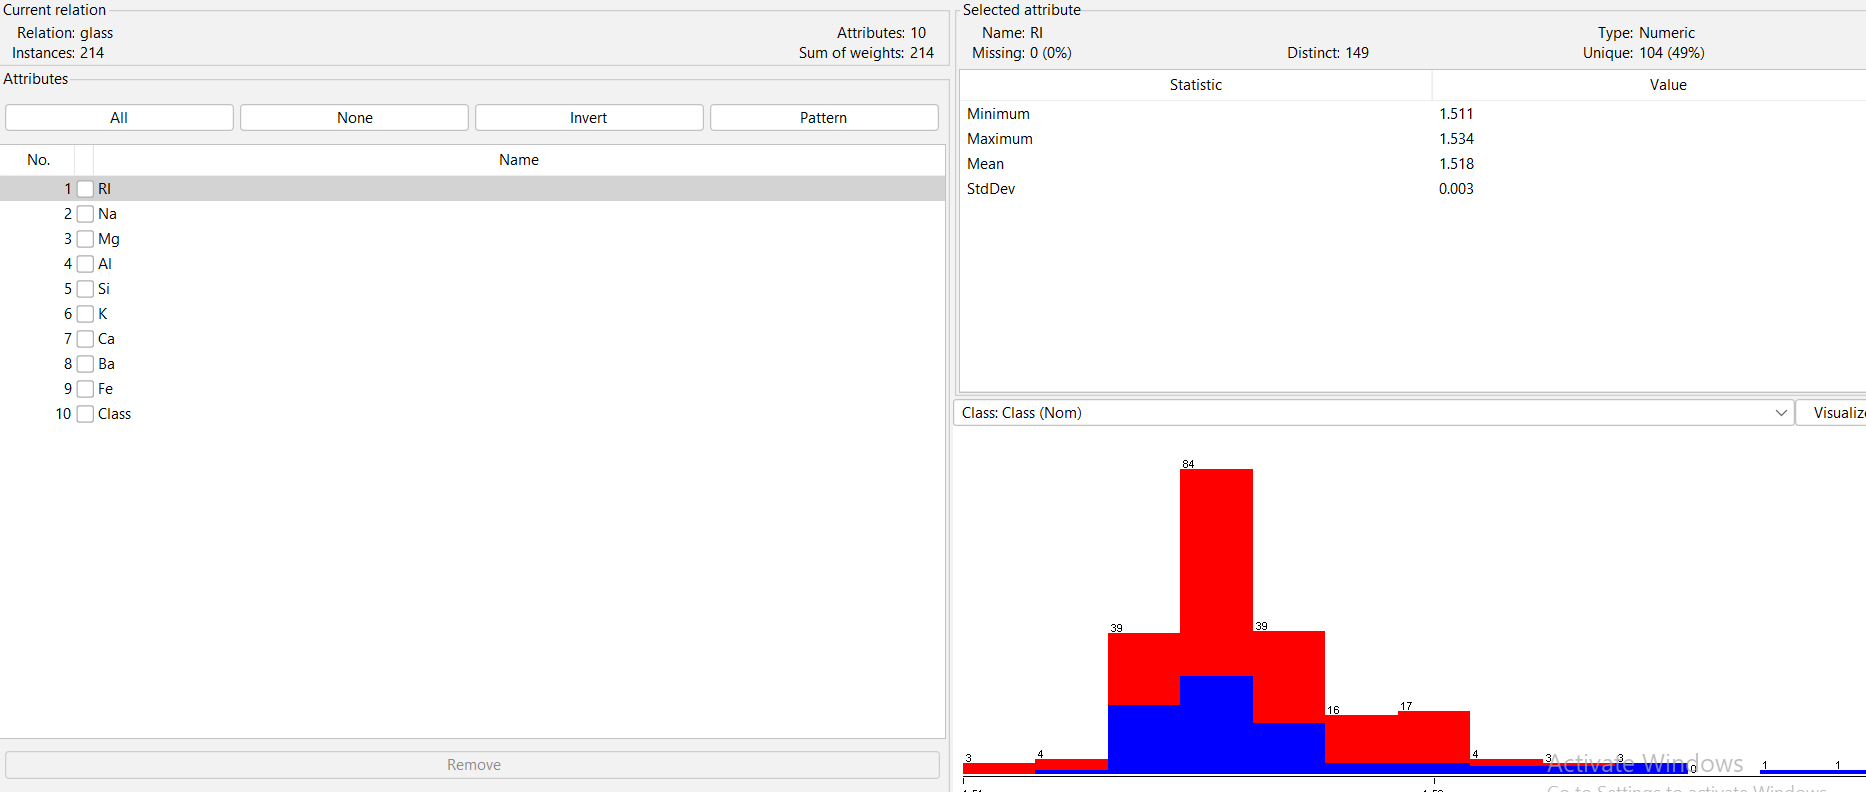 Current relation
Relation: glass Attributes: 10
Instances: 214 Sum of weights: 214
Attributes
All None Invert Pattern
No. Name
1 RI
2 Na
3 Mg
4 Al
5 Si
6 K
7 Ca
8 Ba
9 Fe
10 Class
Remove
Selected attribute
Name: RI Type: Numeric
Missing: 0 (0%) Distinct: 149 Unique: 104 (49%)
Statistic Value
Minimum 1.511
Maximum 1.534
Mean 1.518
StdDev 0.003
Class: Class (Nom) Visualiz
84
39 39
16 17
3 4 4 3 3 0 1 1
Activate Windows
Go to Settings to activate Windows.